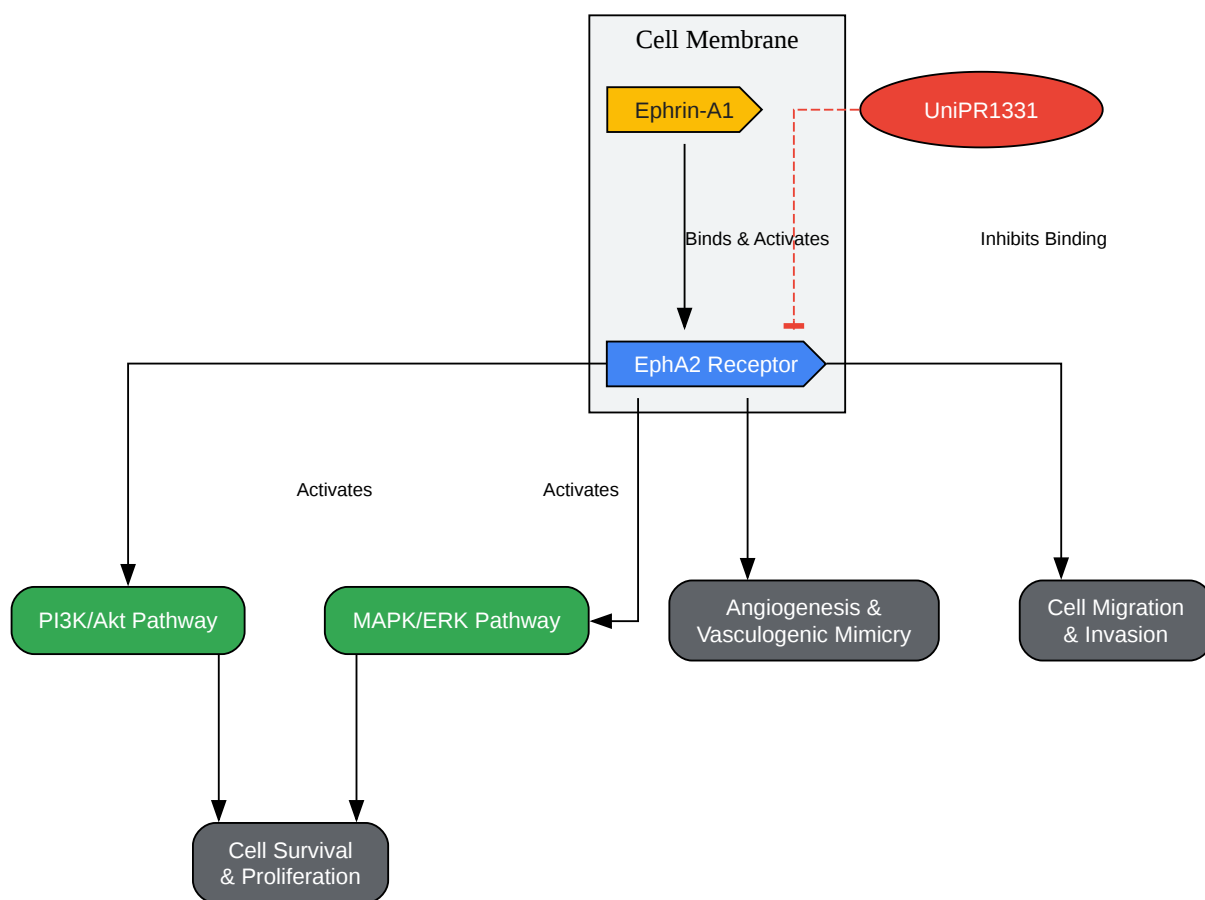 Cell Membrane
Ephrin-A1
UniPR1331
Binds & Activates
Inhibits Binding
EphA2 Receptor
Activates
Activates
PI3K/Akt Pathway
MAPK/ERK Pathway
Angiogenesis &
Vasculogenic Mimicry
Cell Migration
& Invasion
Cell Survival
& Proliferation